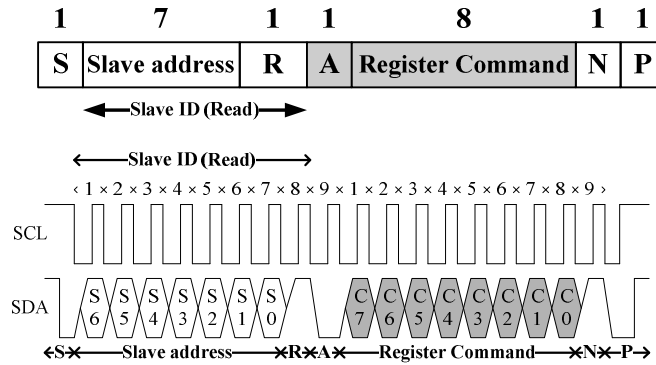 1 7 1 1 8 1 1
S Slave address R A Register Command N P
Slave ID (Read)
Slave ID (Read)
1 × 2 × 3 × 4 × 5 × 6 × 7 × 8 × 9 × 1 × 2 × 3 × 4 × 5 × 6 × 7 × 8 × 9
SCL
SDA S6 S5 S4 S3 S2 S1 S0 C7 C6 C5 C4 C3 C2 C1 C0
S Slave address R A Register Command N P